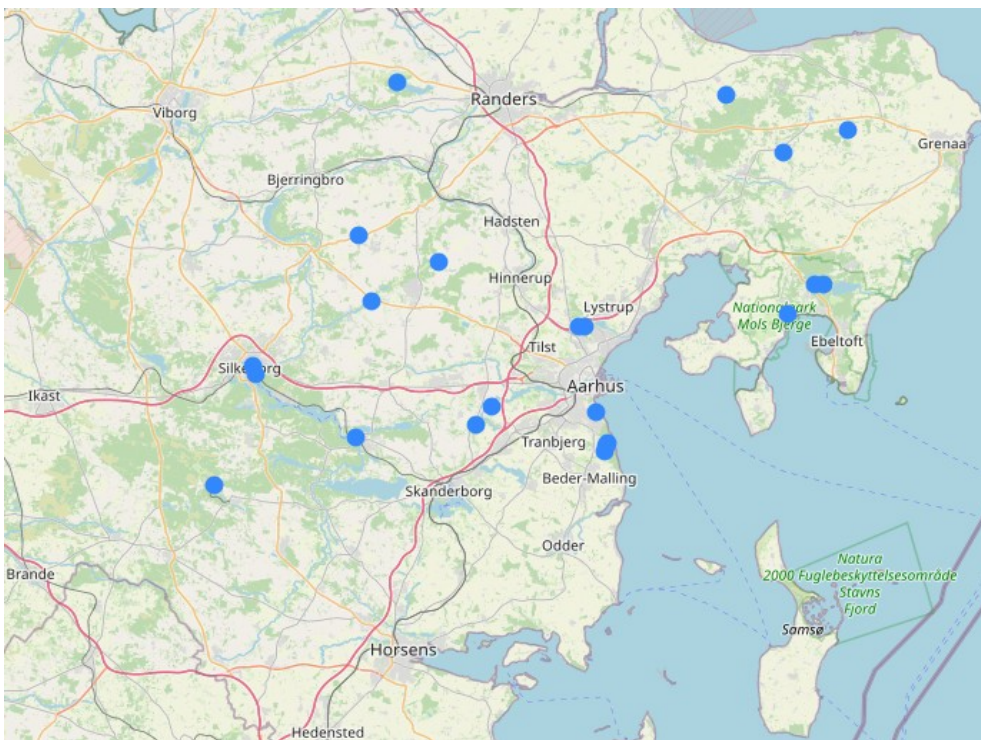 Randers
Viborg
Grenaa
Bjerringbro
Hadsten
Hinnerup
Lystrup
Nationalpark
Mols Bjerge
Ebeltoft
Tilst
Aarhus
Ikast
Tranbjerg
Beder-Malling
Skanderborg
Odder
Brande
Natura
2000 Fuglebeskyttelsesområde
Stavns
Fjord
Samsø
Horsens
Hedensted